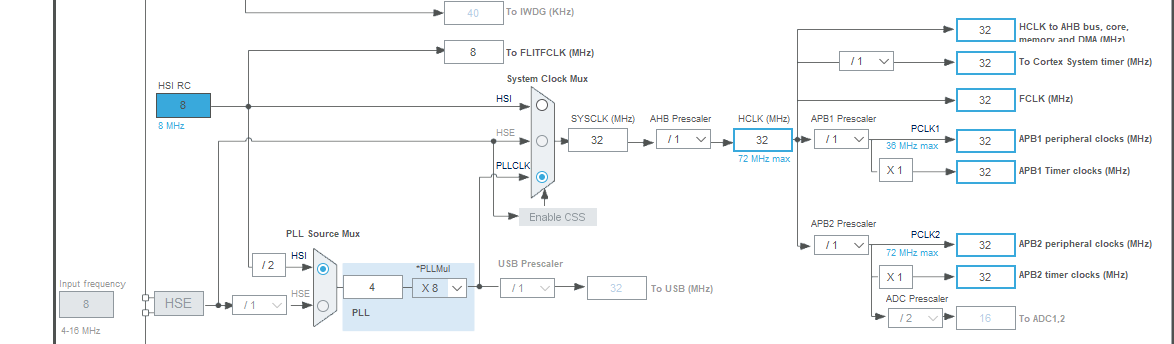 40
To IWDG (KHz)
8
To FLITFCLK (MHz)
HSI RC
8
8 MHz
System Clock Mux
HSI
HSE
PLLCLK
SYSCLK (MHz)
32
AHB Prescaler
/ 1
HCLK (MHz)
32
72 MHz max
APB1 Prescaler
/ 1
PCLK1
36 MHz max
X 1
/ 1
32
HCLK to AHB bus, core,
memory and DMA (MHz)
32
To Cortex System timer (MHz)
32
FCLK (MHz)
32
APB1 peripheral clocks (MHz)
32
APB1 Timer clocks (MHz)
Enable CSS
APB2 Prescaler
/ 1
PCLK2
72 MHz max
32
APB2 peripheral clocks (MHz)
X 1
32
APB2 timer clocks (MHz)
ADC Prescaler
/ 2
16
To ADC1,2
PLL Source Mux
/ 2
HSI
HSE
/ 1
4
*PLLMul
X 8
PLL
USB Prescaler
/ 1
32
To USB (MHz)
Input frequency
8
4-16 MHz
HSE